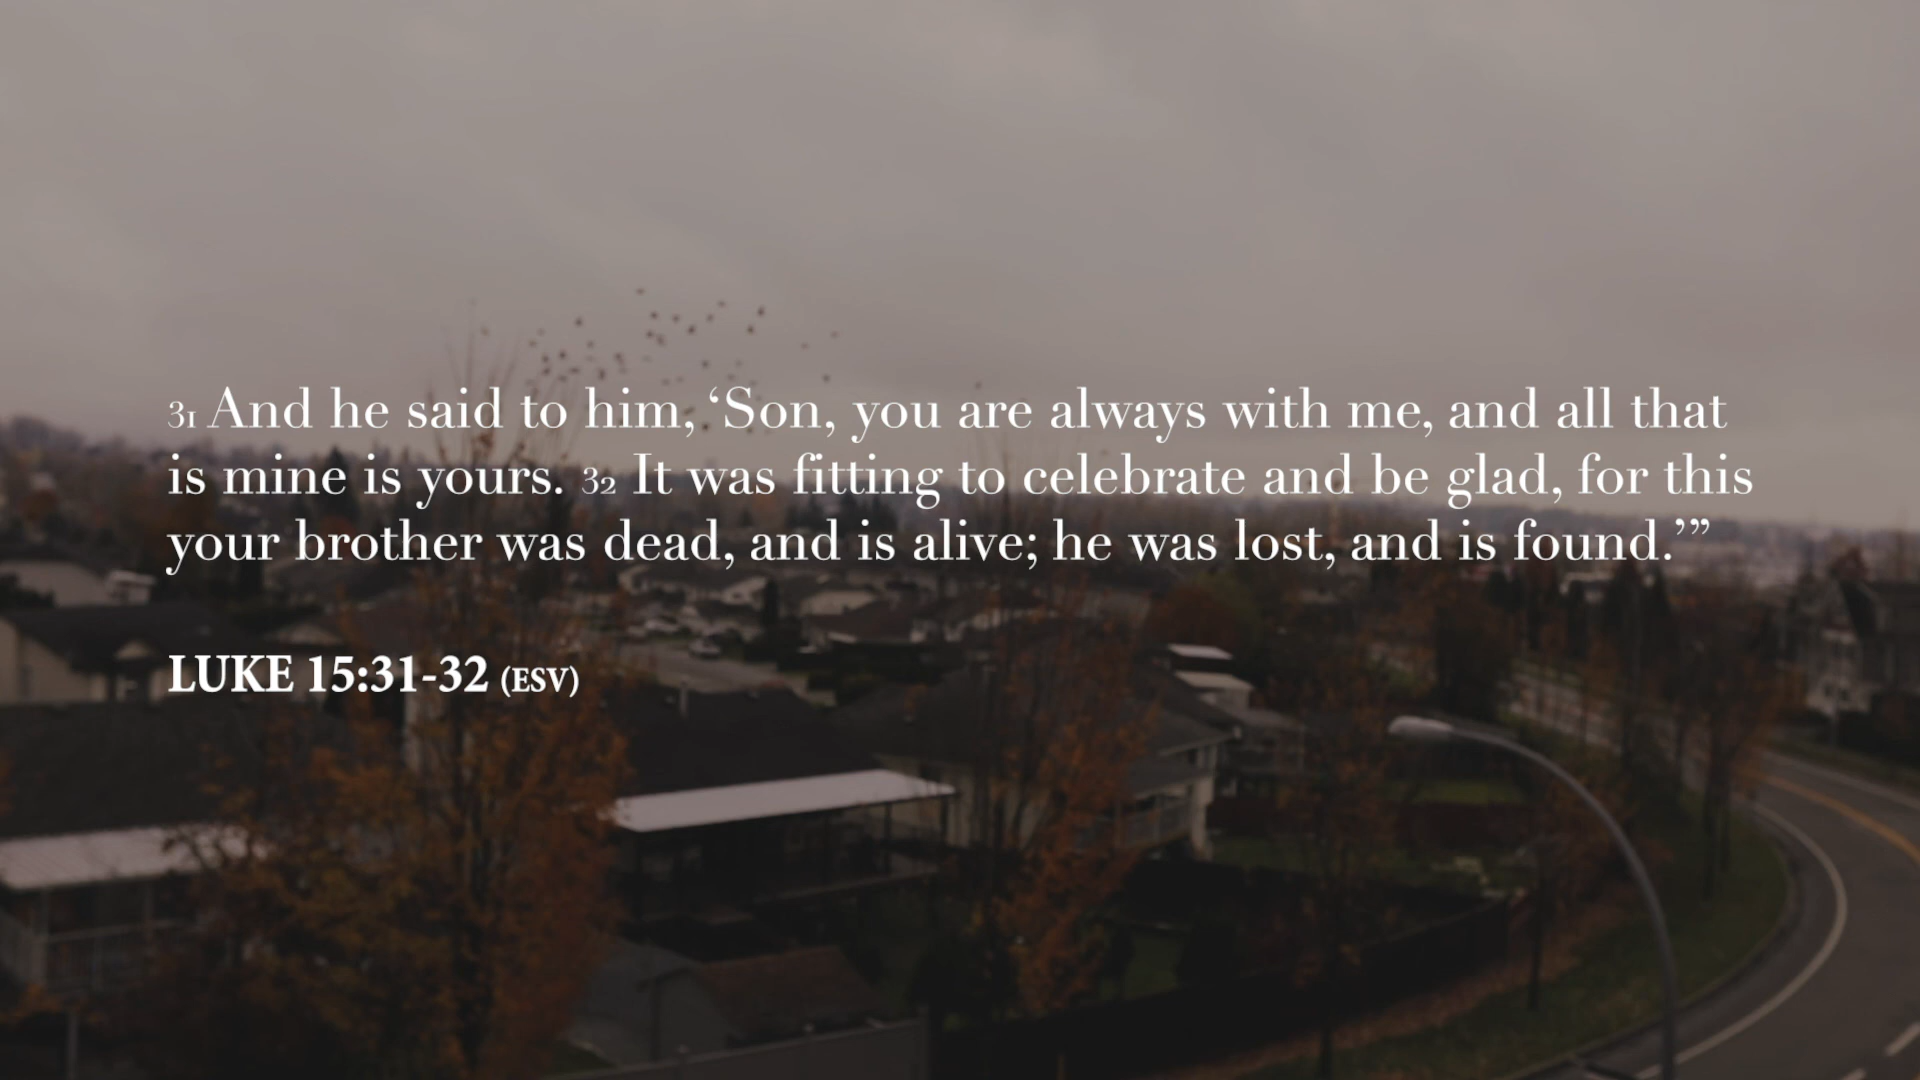 31 And he said to him, ‘Son, you are always with me, and all that
is mine is yours. 32 It was fitting to celebrate and be glad, for this
your brother was dead, and is alive; he was lost, and is found.’”
LUKE 15:31-32 (ESV)